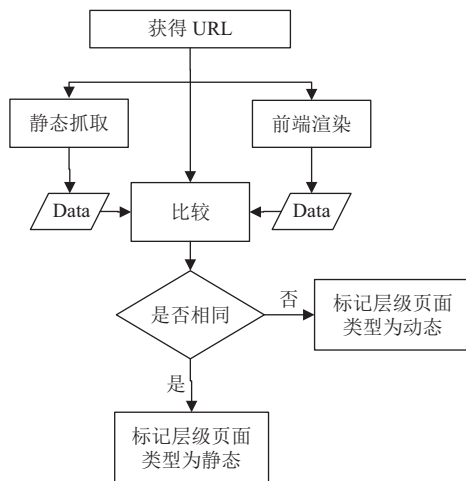 获得 URL
静态抓取
前端渲染
Data
比较
Data
是否相同
否
标记层级页面
类型为动态
是
标记层级页面
类型为静态